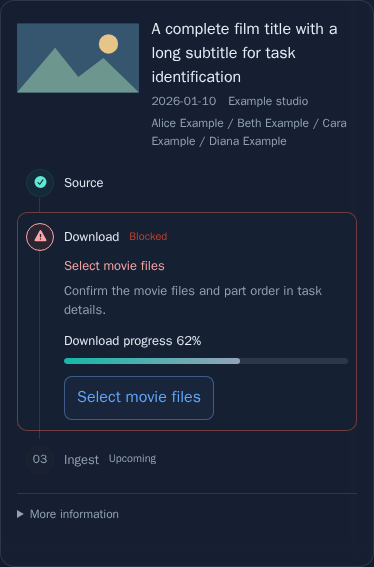 A complete film title with a
long subtitle for task
identification
2026-01-10 Example studio
Alice Example / Beth Example / Cara
Example / Diana Example
Source
Download Blocked
Select movie files
Confirm the movie files and part order in task
details.
Download progress 62%
Select movie files
03 Ingest Upcoming
More information